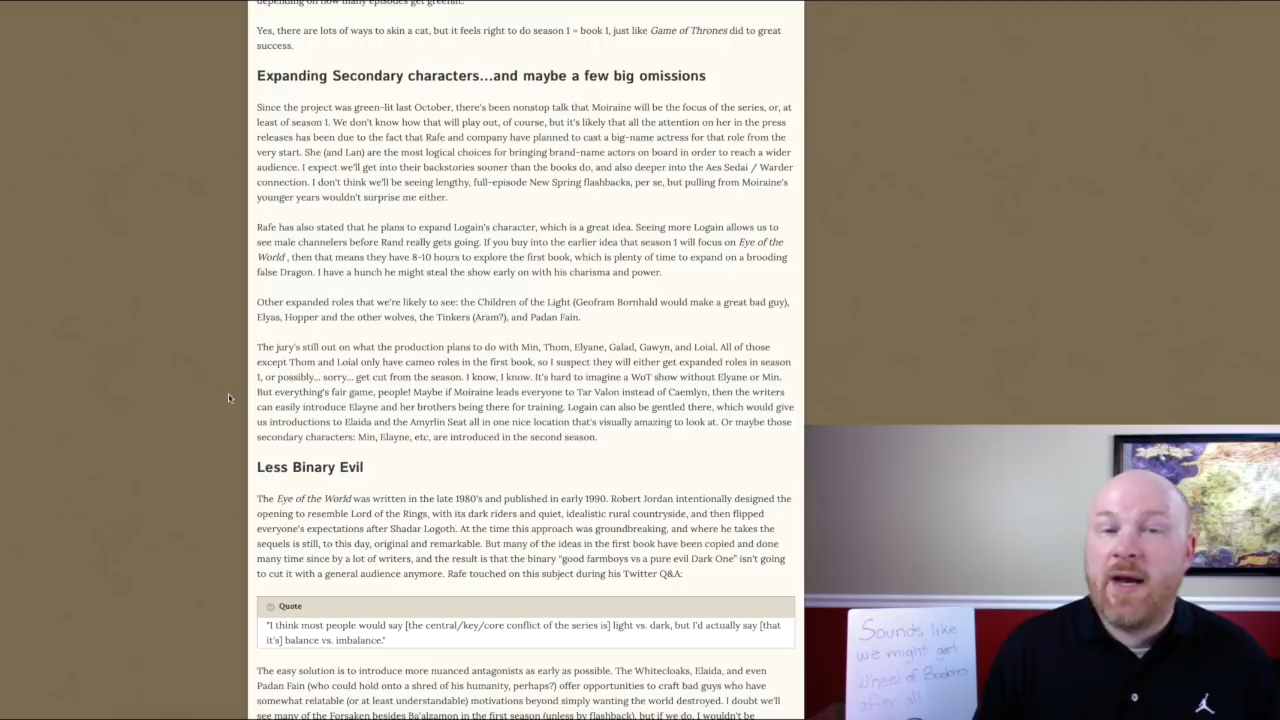 depending on how many episodes get greenlit.
Yes, there are lots of ways to skin a cat, but it feels right to do season 1 = book 1, just like Game of Thrones did to great
success.
Expanding Secondary characters...and maybe a few big omissions
Since the project was green-lit last October, there's been nonstop talk that Moiraine will be the focus of the series, or, at
least of season 1. We don't know how that will play out, of course, but it's likely that all the attention on her in the press
releases has been due to the fact that Rafe and company have planned to cast a big-name actress for that role from the
very start. She (and Lan) are the most logical choices for bringing brand-name actors on board in order to reach a wider
audience. I expect we'll get into their backstories sooner than the books do, and also deeper into the Aes Sedai / Warder
connection. I don't think we'll be seeing lengthy, full-episode New Spring flashbacks, per se, but pulling from Moiraine's
younger years wouldn't surprise me either.
Rafe has also stated that he plans to expand Logain's character, which is a great idea. Seeing more Logain allows us to
see male channelers before Rand really gets going. If you buy into the earlier idea that season 1 will focus on Eye of the
World , then that means they have 8-10 hours to explore the first book, which is plenty of time to expand on a brooding
false Dragon. I have a hunch he might steal the show early on with his charisma and power.
Other expanded roles that we're likely to see: the Children of the Light (Geofram Bornhald would make a great bad guy),
Elyas, Hopper and the other wolves, the Tinkers (Aram?), and Padan Fain.
The jury's still out on what the production plans to do with Min, Thom, Elyane, Galad, Gawyn, and Loial. All of those
except Thom and Loial only have cameo roles in the first book, so I suspect they will either get expanded roles in season
1, or possibly... sorry... get cut from the season. I know, I know. It's hard to imagine a WoT show without Elyane or Min.
But everything's fair game, people! Maybe if Moiraine leads everyone to Tar Valon instead of Caemlyn, then the writers
can easily introduce Elayne and her brothers being there for training. Logain can also be gentled there, which would give
us introductions to Elaida and the Amyrlin Seat all in one nice location that's visually amazing to look at. Or maybe those
secondary characters: Min, Elayne, etc, are introduced in the second season.
Less Binary Evil
The Eye of the World was written in the late 1980's and published in early 1990. Robert Jordan intentionally designed the
opening to resemble Lord of the Rings, with its dark riders and quiet, idealistic rural countryside, and then flipped
everyone's expectations after Shadar Logoth. At the time this approach was groundbreaking, and where he takes the
sequels is still, to this day, original and remarkable. But many of the ideas in the first book have been copied and done
many time since by a lot of writers, and the result is that the binary “good farmboys vs a pure evil Dark One” isn't going
to cut it with a general audience anymore. Rafe touched on this subject during his Twitter Q&A:
Quote
"I think most people would say [the central/key/core conflict of the series is] light vs. dark, but I'd actually say [that
it's] balance vs. imbalance."
The easy solution is to introduce more nuanced antagonists as early as possible. The Whitecloaks, Elaida, and even
Padan Fain (who could hold onto a shred of his humanity, perhaps?) offer opportunities to craft bad guys who have
somewhat relatable (or at least understandable) motivations beyond simply wanting the world destroyed. I doubt we'll
see many of the Forsaken besides Ba'alzamon in the first season (unless by flashback), but if we do, I wouldn't be
Sounds like
we might get
Wheel of Boobies
after all